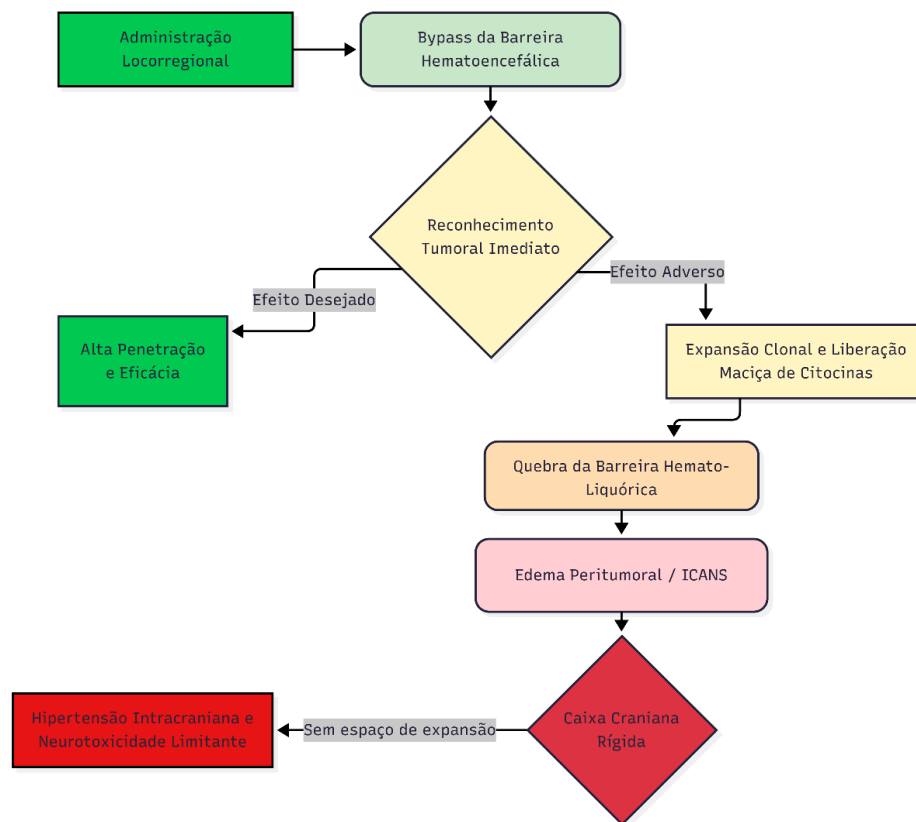 Administração
Locorregional
Bypass da Barreira
Hematoencefálica
Reconhecimento
Tumoral Imediato
Efeito Desejado
Efeito Adverso
Alta Penetração
e Eficácia
Expansão Clonal e Liberação
Maciça de Citocinas
Quebra da Barreira Hemato-
Liquórica
Edema Peritumoral / ICANS
Caixa Craniana
Rígida
Sem espaço de expansão
Hipertensão Intracraniana e
Neurotoxicidade Limitante